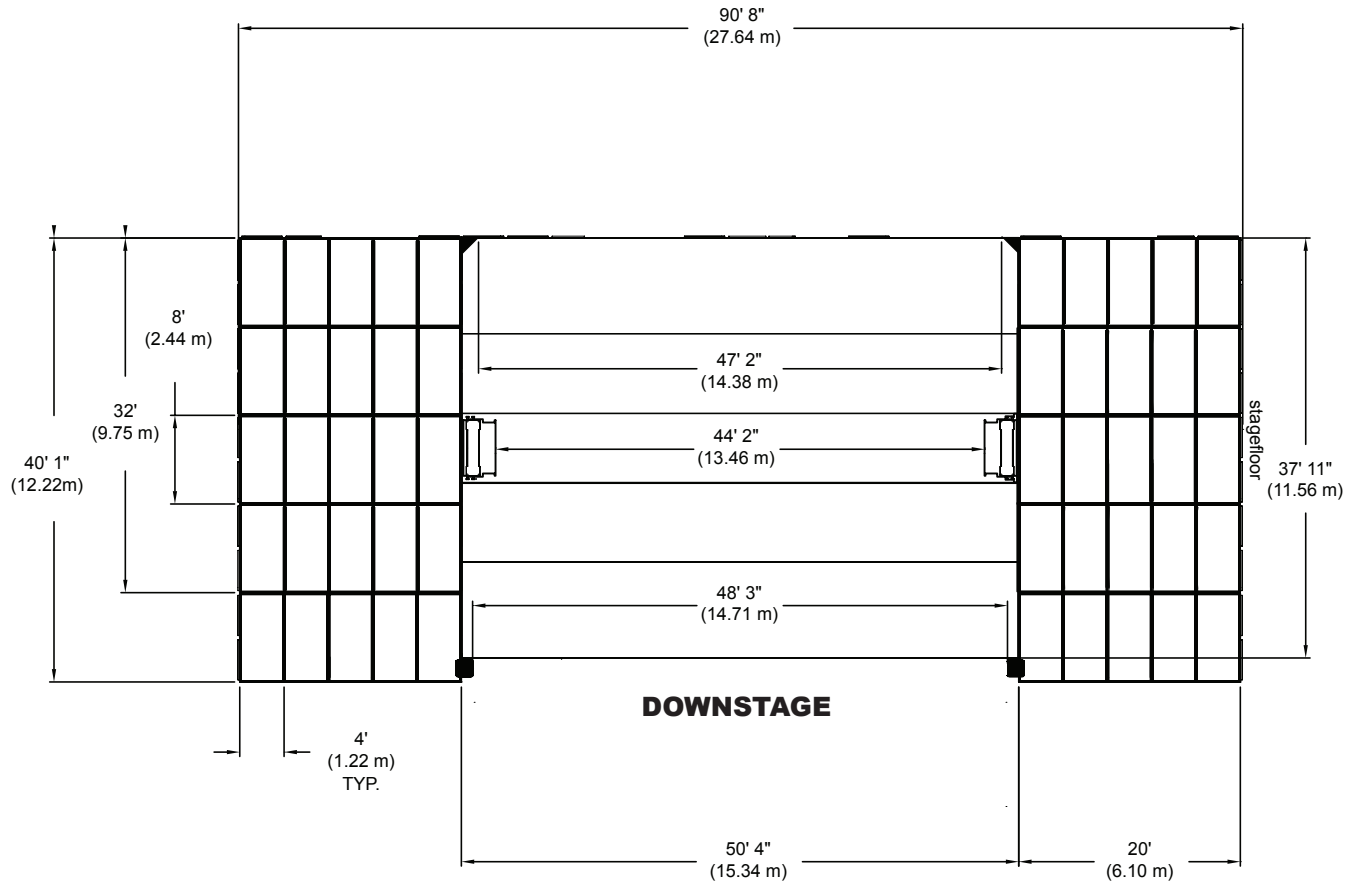 90' 8"
(27.64 m)
8'
(2.44 m)
47' 2"
(14.38 m)
32'
(9.75 m)
44' 2"
(13.46 m)
stagefloor
40' 1"
(12.22m)
37' 11"
(11.56 m)
48' 3"
(14.71 m)
DOWNSTAGE
4'
(1.22 m)
TYP.
50' 4"
(15.34 m)
20'
(6.10 m)